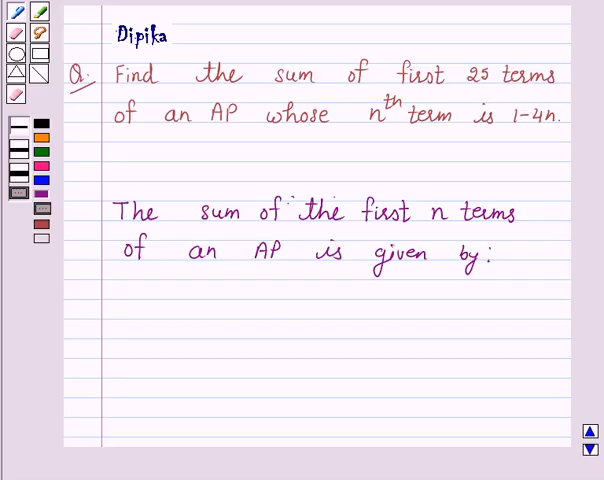 Dipika
Q. Find the sum of first 25 terms
of an AP whose nth term is 1-4n.
The sum of the first n terms
of an AP is given by: